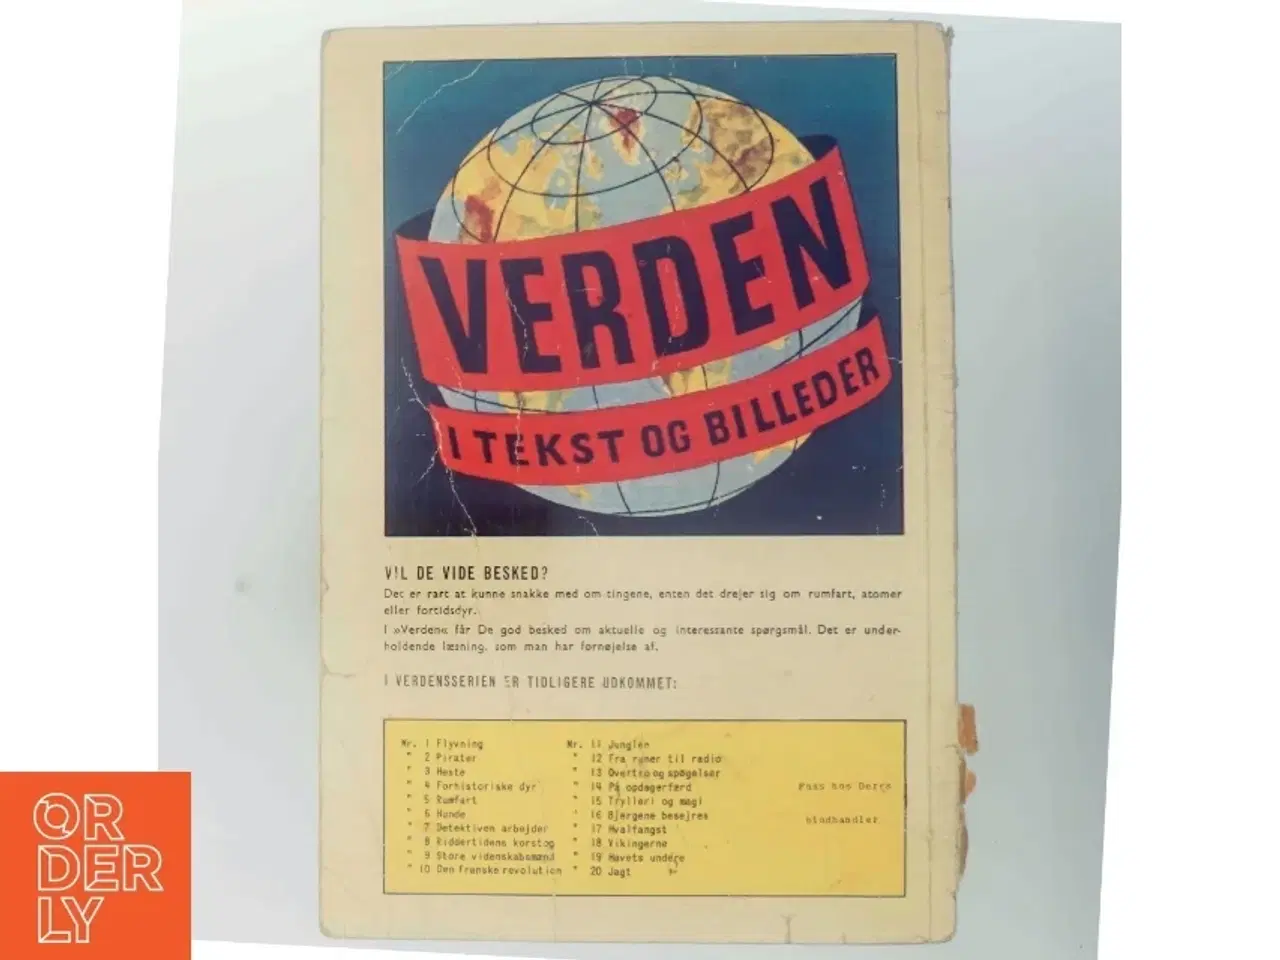 VERDEN
I TEKST OG BILLEDER
VIL DE VIDE BESKED?
Det er rart at kunne snakke med om tingene, enten det drejer sig om rumfart, atomer
eller fortidsdyr.
I »Verden« får De god besked om aktuelle og interessante spørgsmål. Det er under-
holdende læsning, som man har fornøjelse af.
I VERDENSSERIEN ER TIDLIGERE UDKOMMET:
Nr. 1 Flyvning
" 2 Pirater
" 3 Heste
" 4 Forhistoriske dyr
" 5 Rumfart
" 6 Hunde
" 7 Detektiven arbejder
" 8 Riddertidens korstog
" 9 Store videnskabsmænd
" 10 Den franske revolution
Nr. 11 Junglen
" 12 Fra runer til radio
" 13 Overtro og spøgelser
" 14 På opdagerfærd
" 15 Trylleri og magi
" 16 Bjergene besejres
" 17 Hvalfangst
" 18 Vikingerne
" 19 Havets undere
" 20 Jagt
Faas hos Deres
bladhandler
ORDERLY